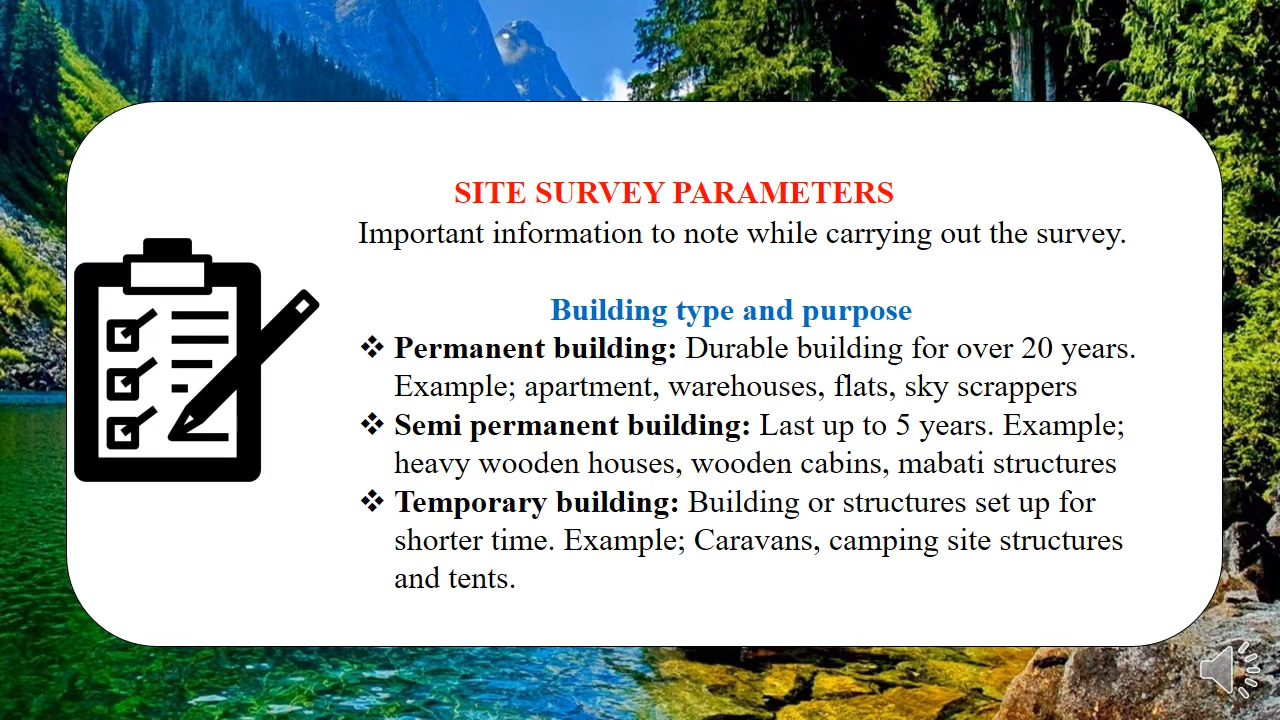 SITE SURVEY PARAMETERS
Important information to note while carrying out the survey.
Building type and purpose
❖ Permanent building: Durable building for over 20 years.
Example; apartment, warehouses, flats, sky scrappers
❖ Semi permanent building: Last up to 5 years. Example;
heavy wooden houses, wooden cabins, mabati structures
❖ Temporary building: Building or structures set up for
shorter time. Example; Caravans, camping site structures
and tents.